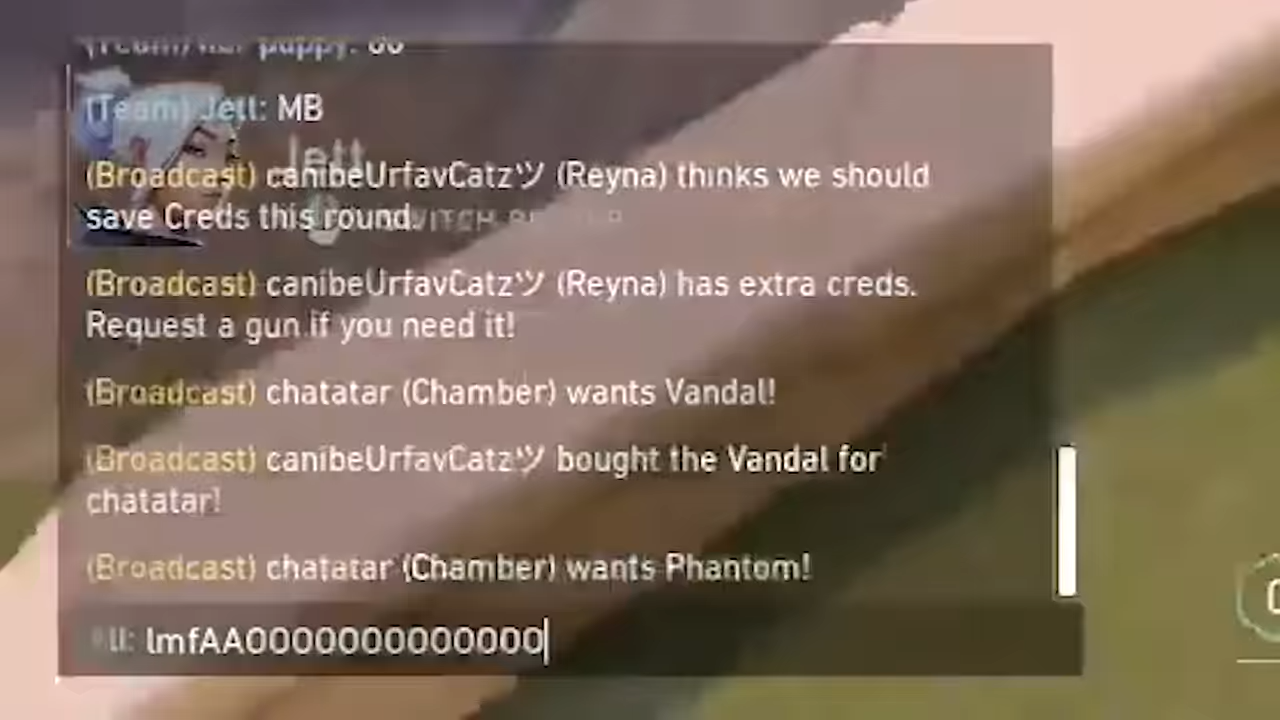 (Team) Jett: MB
Jett
(Broadcast) canibeUrfavCatzツ (Reyna) thinks we should
save Creds this round.
(Broadcast) canibeUrfavCatzツ (Reyna) has extra creds.
Request a gun if you need it!
(Broadcast) chatatar (Chamber) wants Vandal!
(Broadcast) canibeUrfavCatzツ bought the Vandal for
chatatar!
(Broadcast) chatatar (Chamber) wants Phantom!
All: lmfAAOOOOOOOOOOOOOO